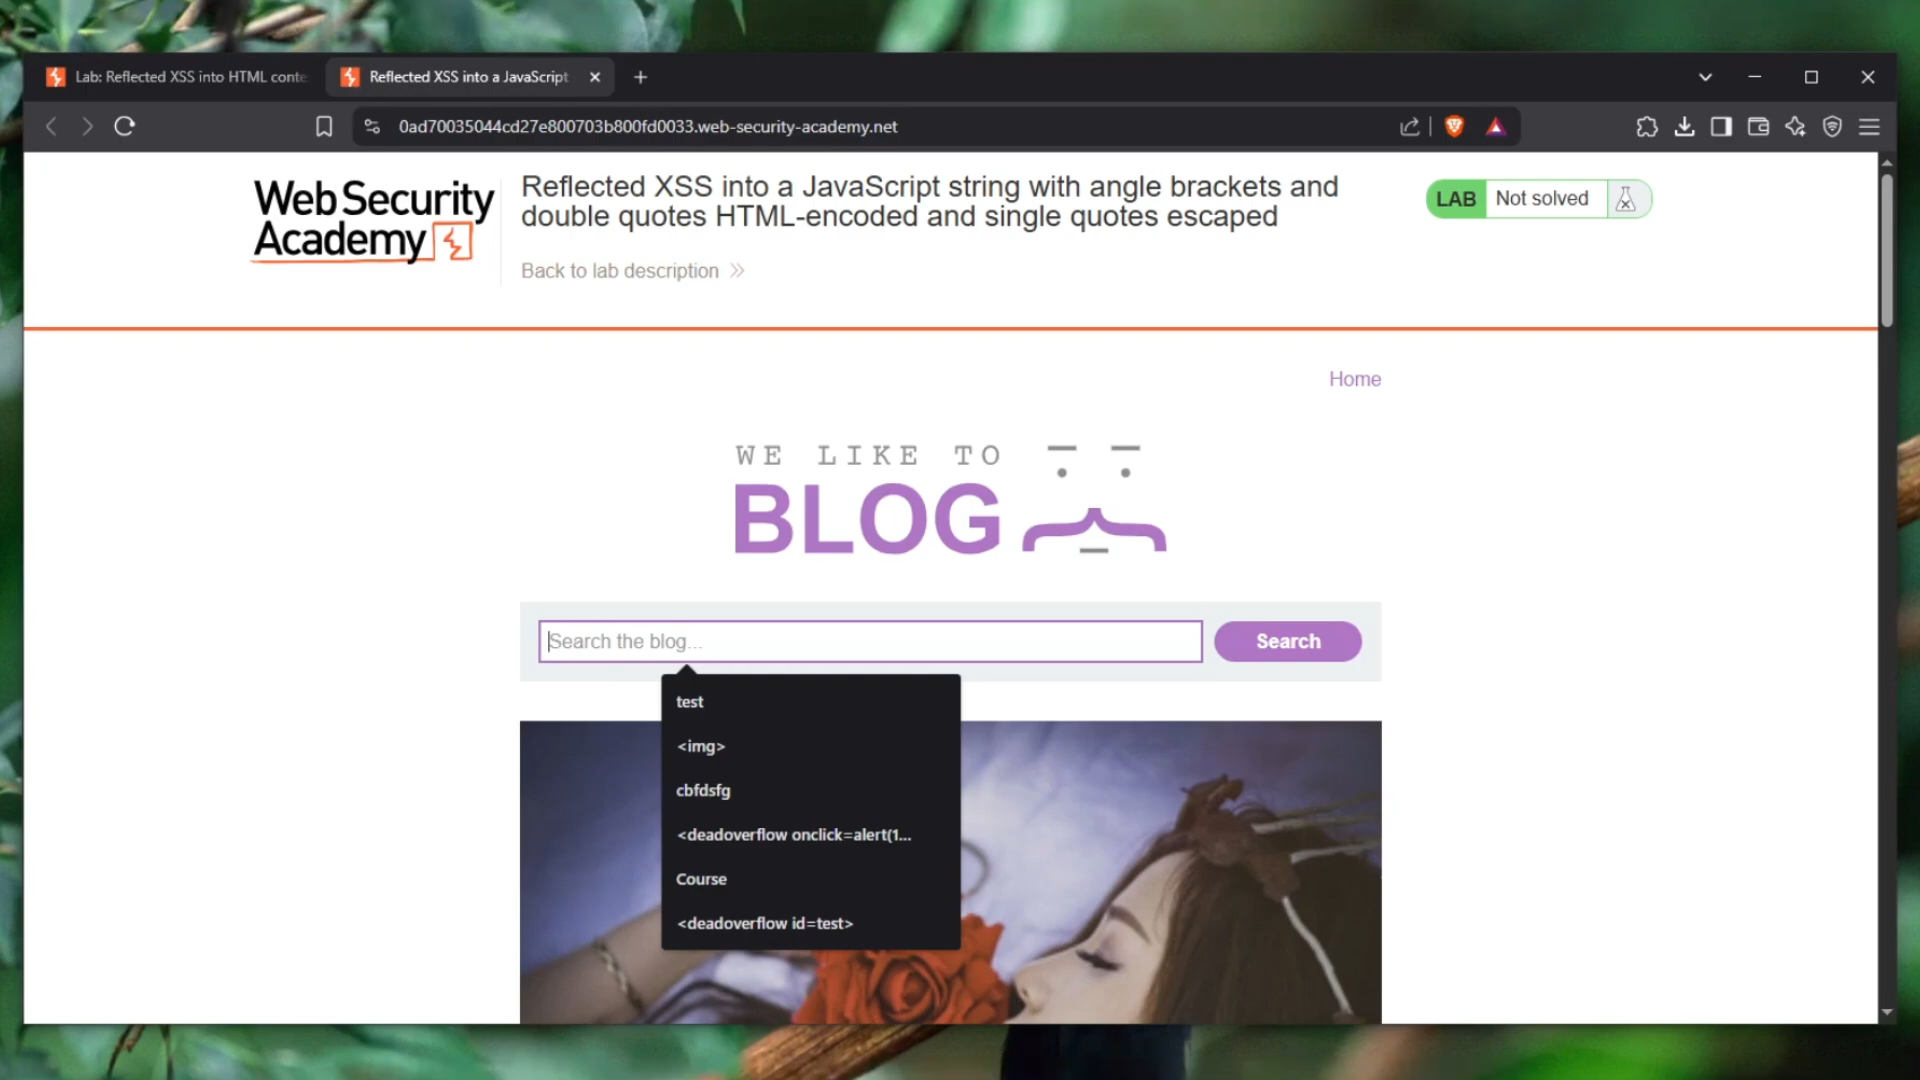 Lab: Reflected XSS into HTML conte
Reflected XSS into a JavaScript
0ad70035044cd27e800703b800fd0033.web-security-academy.net
Web Security
Academy
Reflected XSS into a JavaScript string with angle brackets and
double quotes HTML-encoded and single quotes escaped
Back to lab description
LAB
Not solved
Home
WE LIKE TO
BLOG
Search the blog...
Search
test
<img>
cbfdsfg
<deadoverflow onclick=alert(1...
Course
<deadoverflow id=test>